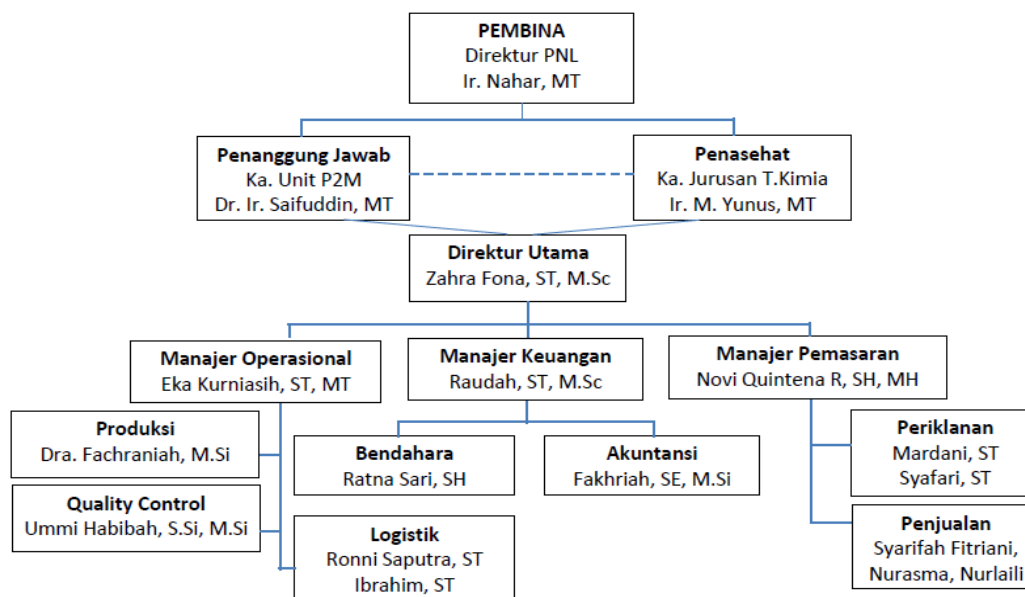 PEMBINA
Direktur PNL
Ir. Nahar, MT
Penanggung Jawab
Ka. Unit P2M
Dr. Ir. Saifuddin, MT
Penasehat
Ka. Jurusan T.Kimia
Ir. M. Yunus, MT
Direktur Utama
Zahra Fona, ST, M.Sc
Manajer Operasional
Eka Kurniasih, ST, MT
Manajer Keuangan
Raudah, ST, M.Sc
Manajer Pemasaran
Novi Quintena R, SH, MH
Produksi
Dra. Fachraniah, M.Si
Quality Control
Ummi Habibah, S.Si, M.Si
Logistik
Ronni Saputra, ST
Ibrahim, ST
Bendahara
Ratna Sari, SH
Akuntansi
Fakhriah, SE, M.Si
Periklanan
Mardani, ST
Syafari, ST
Penjualan
Syarifah Fitriani,
Nurasma, Nurlaili